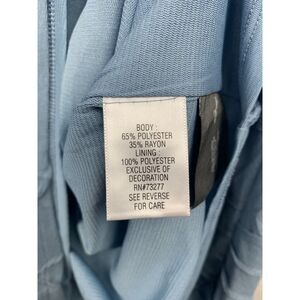 BODY :
65% POLYESTER
35% RAYON
LINING :
100% POLYESTER
EXCLUSIVE OF
DECORATION
RN#73277
SEE REVERSE
FOR CARE